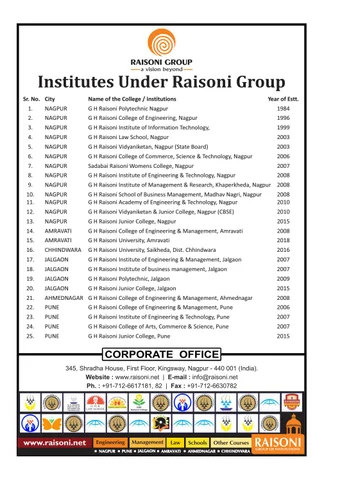 RAISONI GROUP
a vision beyond
Institutes Under Raisoni Group
Sr. No. City Name of the College / Institutions Year of Estt.
1. NAGPUR G H Raisoni Polytechnic Nagpur 1984
2. NAGPUR G H Raisoni College of Engineering, Nagpur 1996
3. NAGPUR G H Raisoni Institute of Information Technology, 1999
4. NAGPUR G H Raisoni Law School, Nagpur 2003
5. NAGPUR G H Raisoni Vidyaniketan, Nagpur (State Board) 2003
6. NAGPUR G H Raisoni College of Commerce, Science & Technology, Nagpur 2006
7. NAGPUR Sadabai Raisoni Womens College, Nagpur 2007
8. NAGPUR G H Raisoni Institute of Engineering & Technology, Nagpur 2008
9. NAGPUR G H Raisoni Institute of Management & Research, Khaperkheda, Nagpur 2008
10. NAGPUR G H Raisoni School of Business Management, Madhav Nagri, Nagpur 2008
11. NAGPUR G H Raisoni Academy of Engineering & Technology, Nagpur 2010
12. NAGPUR G H Raisoni Vidyaniketan & Junior College, Nagpur (CBSE) 2010
13. NAGPUR G H Raisoni Junior College, Nagpur 2015
14. AMRAVATI G H Raisoni College of Engineering & Management, Amravati 2008
15. AMRAVATI G H Raisoni University, Amravati 2018
16. CHHINDWARA G H Raisoni University, Saikheda, Dist. Chhindwara 2016
17. JALGAON G H Raisoni Institute of Engineering & Management, Jalgaon 2007
18. JALGAON G H Raisoni Institute of business management, Jalgaon 2007
19. JALGAON G H Raisoni Polytechnic, Jalgaon 2009
20. JALGAON G H Raisoni Junior College, Jalgaon 2015
21. AHMEDNAGAR G H Raisoni College of Engineering & Management, Ahmednagar 2008
22. PUNE G H Raisoni College of Engineering & Management, Pune 2006
23. PUNE G H Raisoni Institute of Engineering & Technology, Pune 2007
24. PUNE G H Raisoni College of Arts, Commerce & Science, Pune 2007
25. PUNE G H Raisoni Junior College, Pune 2015
CORPORATE OFFICE
345, Shradha House, First Floor, Kingsway, Nagpur - 440 001 (India).
Website : www.raisoni.net | E-mail : info@raisoni.net
Ph. : +91-712-6617181, 82 | Fax : +91-712-6630782
www.raisoni.net Engineering Management Law Schools Other Courses RAISONI
GROUP OF INSTITUTIONS
• NAGPUR • PUNE • JALGAON • AMRAVATI • AHMEDNAGAR • CHHINDWARA